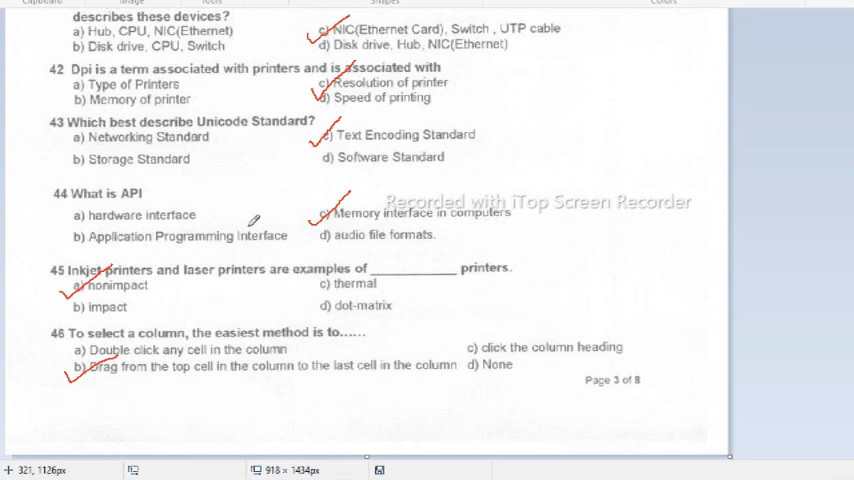 Clipboard Image Tools Shapes Colors
describes these devices?
a) Hub, CPU, NIC(Ethernet) c) NIC(Ethernet Card), Switch , UTP cable
b) Disk drive, CPU, Switch d) Disk drive, Hub, NIC(Ethernet)
42 Dpi is a term associated with printers and is associated with
a) Type of Printers c) Resolution of printer
b) Memory of printer d) Speed of printing
43 Which best describe Unicode Standard?
a) Networking Standard c) Text Encoding Standard
b) Storage Standard d) Software Standard
44 What is API
Recorded with iTop Screen Recorder
a) hardware interface c) Memory interface in computers
b) Application Programming Interface d) audio file formats.
45 Inkjet printers and laser printers are examples of ____________ printers.
a) nonimpact c) thermal
b) impact d) dot-matrix
46 To select a column, the easiest method is to......
a) Double click any cell in the column c) click the column heading
b) Drag from the top cell in the column to the last cell in the column d) None
Page 3 of 8
321, 1126px 918 × 1434px